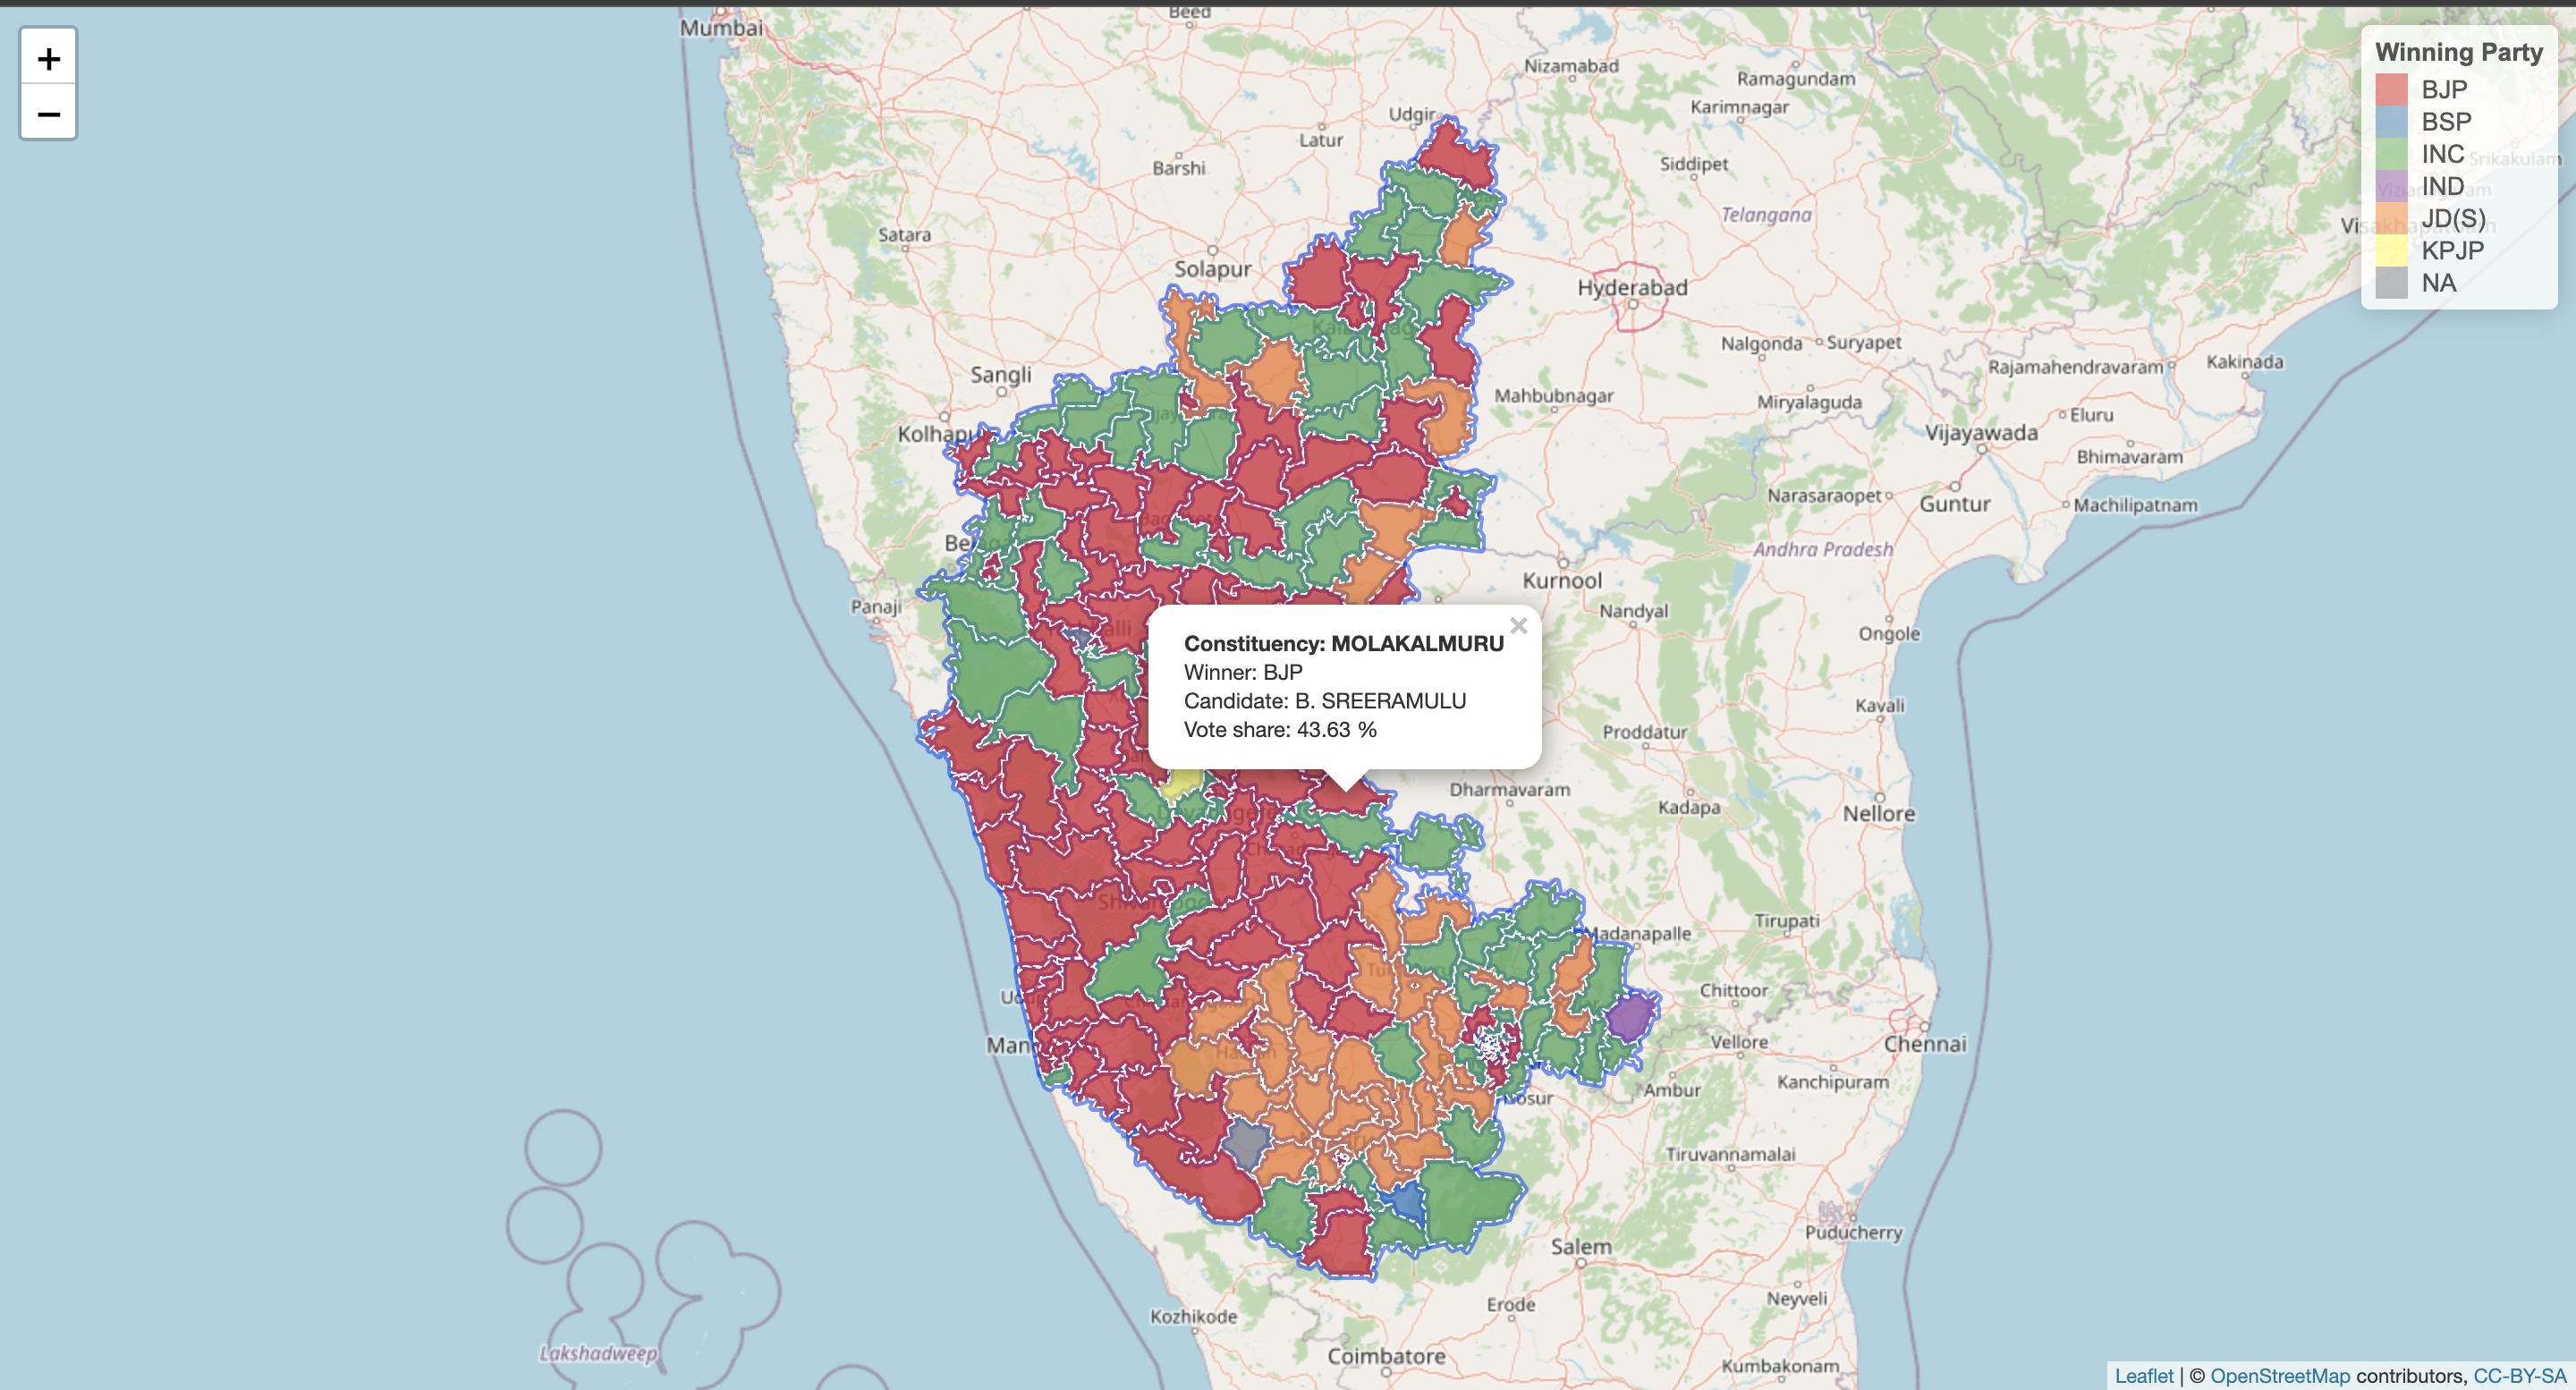 +
−
Mumbai
Beed
Nizamabad
Ramagundam
Karimnagar
Udgir
Latur
Barshi
Siddipet
Telangana
Satara
Solapur
Hyderabad
Nalgonda
Suryapet
Rajamahendravaram
Kakinada
Sangli
Mahbubnagar
Miryalaguda
Eluru
Vijayawada
Bhimavaram
Narasaraopet
Guntur
Machilipatnam
Andhra Pradesh
Kurnool
Panaji
Nandyal
Ongole
Constituency: MOLAKALMURU
Winner: BJP
Candidate: B. SREERAMULU
Vote share: 43.63 %
×
Kavali
Proddatur
Dharmavaram
Kadapa
Nellore
Tirupati
Madanapalle
Chittoor
Vellore
Chennai
Kanchipuram
Ambur
Tiruvannamalai
Puducherry
Salem
Neyveli
Erode
Kozhikode
Lakshadweep
Coimbatore
Kumbakonam
Winning Party
BJP
BSP
INC
IND
JD(S)
KPJP
NA
Srikakulam
Leaflet | © OpenStreetMap contributors, CC-BY-SA